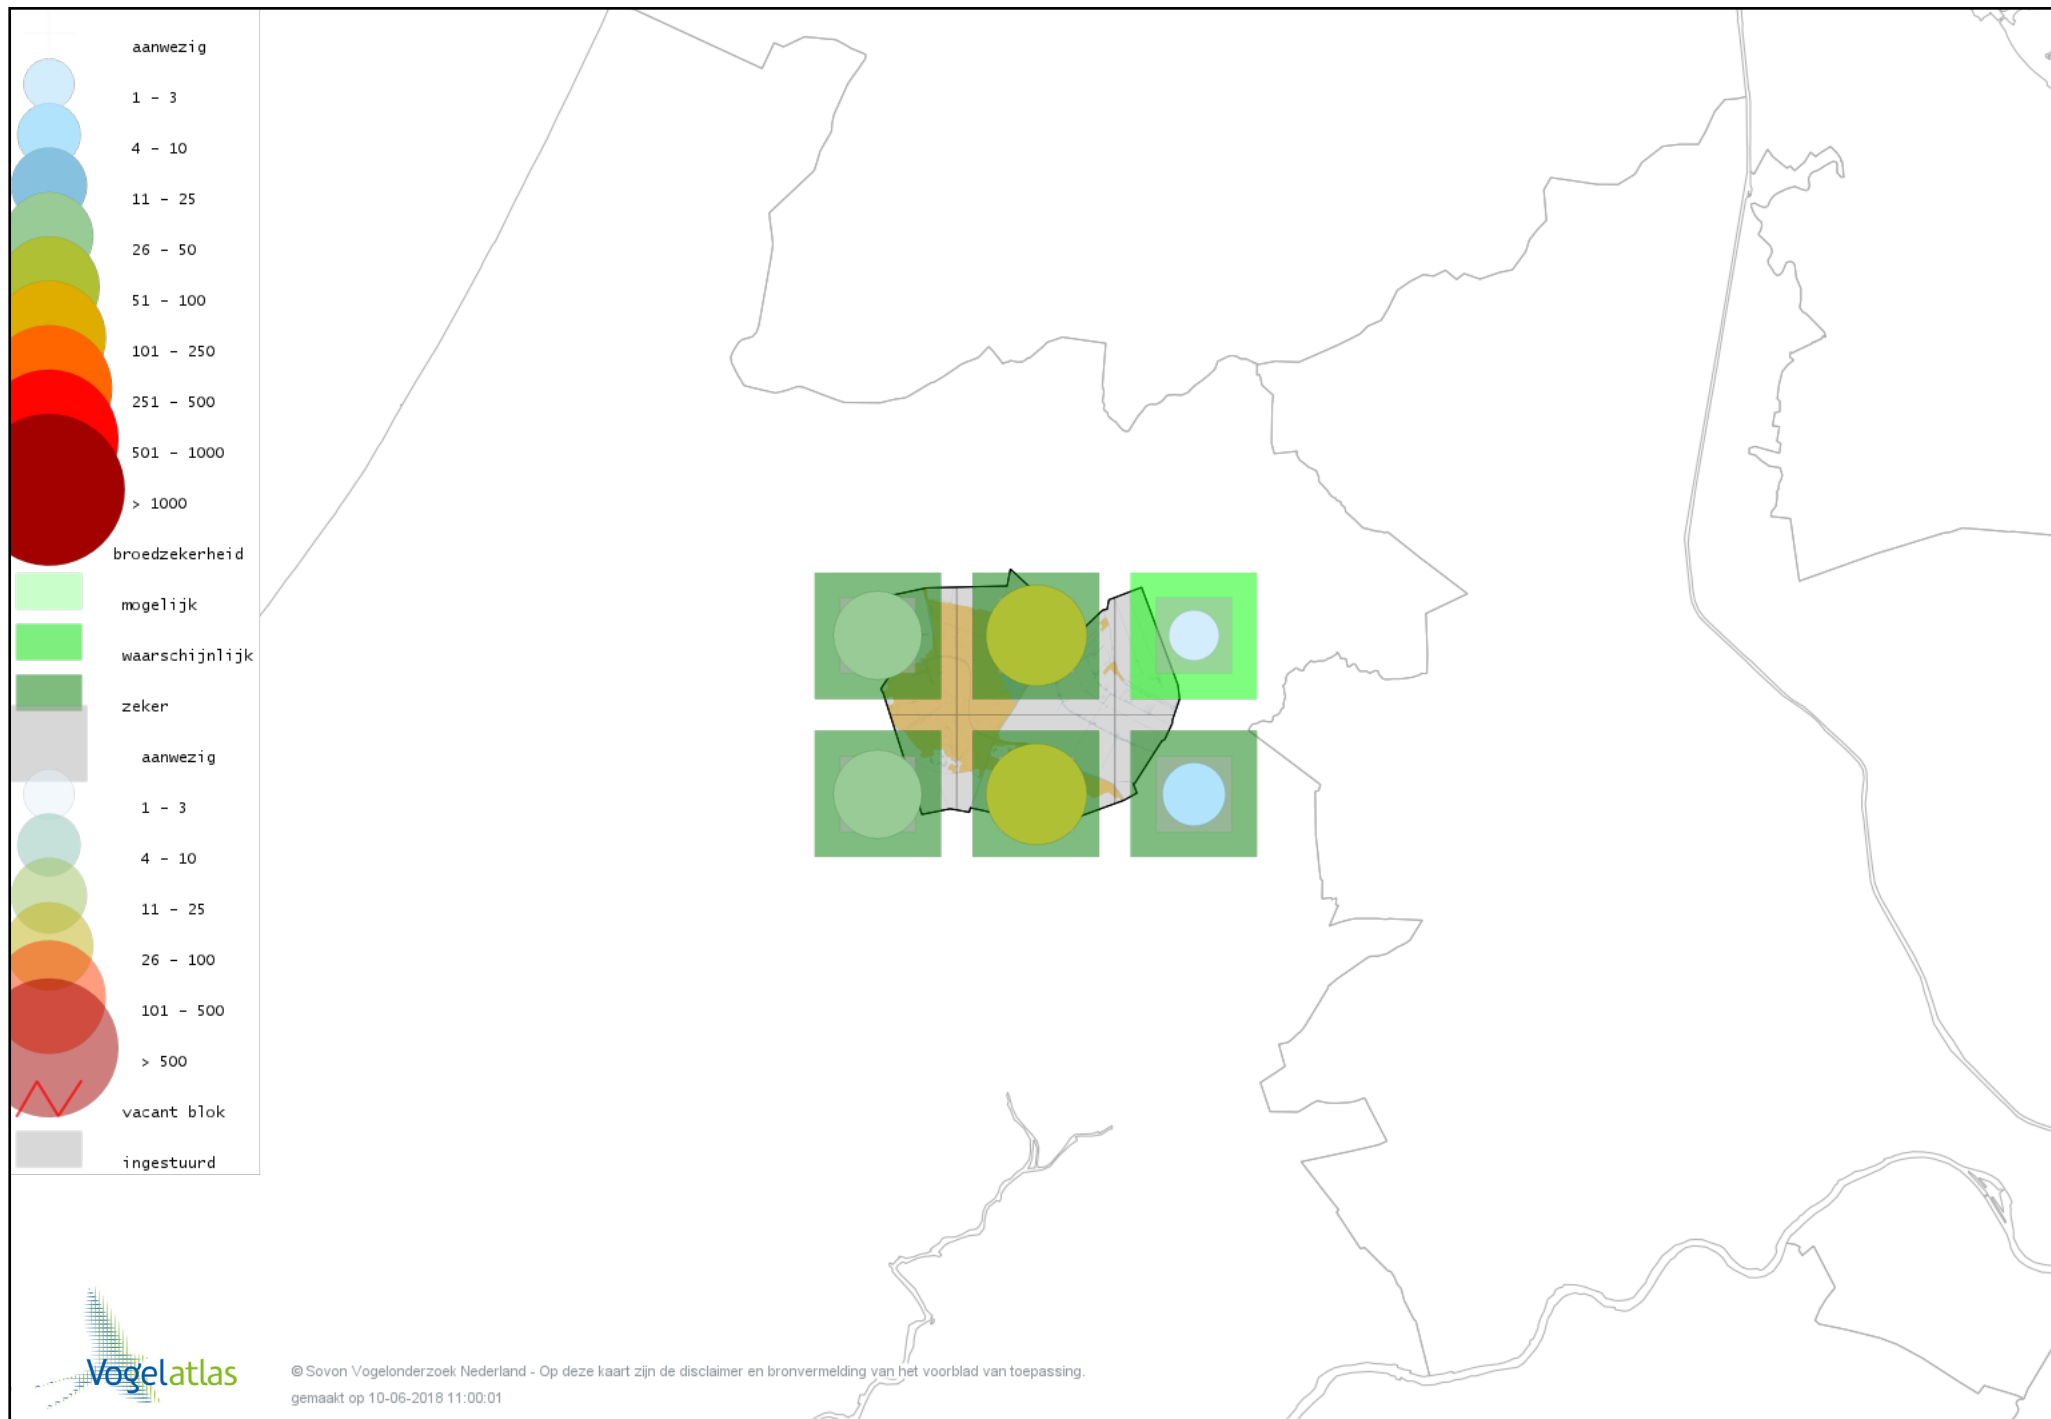 aanwezig
1 - 3
4 - 10
11 - 25
26 - 50
51 - 100
101 - 250
251 - 500
501 - 1000
> 1000
broedzekerheid
mogelijk
waarschijnlijk
zeker
aanwezig
1 - 3
4 - 10
11 - 25
26 - 100
101 - 500
> 500
vacant blok
ingestuurd
Vogelatlas
© Sovon Vogelonderzoek Nederland - Op deze kaart zijn de disclaimer en bronvermelding van het voorblad van toepassing.
gemaakt op 10-06-2018 11:00:01